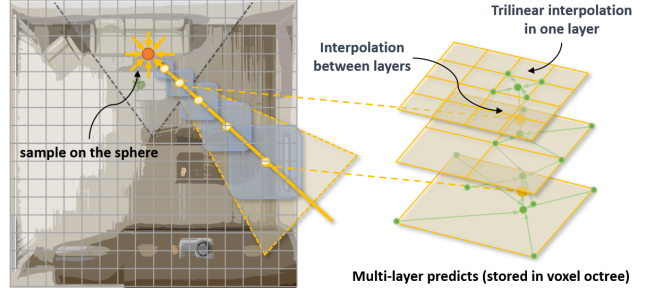 Trilinear interpolation
in one layer
Interpolation
between layers
sample on the sphere
Multi-layer predicts (stored in voxel octree)